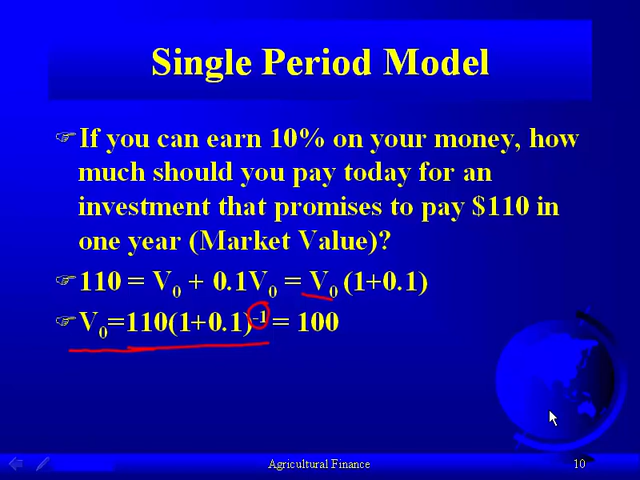 Single Period Model
☞If you can earn 10% on your money, how
much should you pay today for an
investment that promises to pay $110 in
one year (Market Value)?
☞110 = V₀ + 0.1V₀ = V₀ (1+0.1)
☞V₀=110(1+0.1)⁻¹ = 100
Agricultural Finance 10